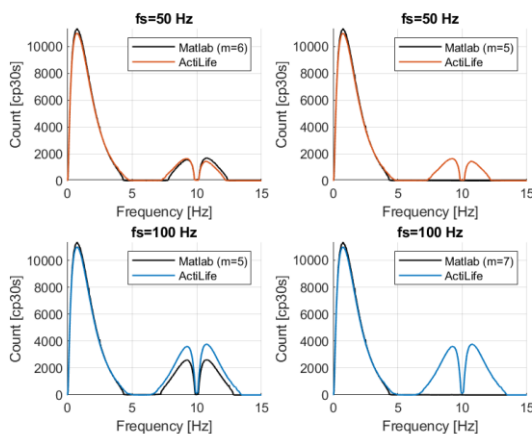 fs=50 Hz
Count [cp30s]
10000
8000
6000
4000
2000
0
Matlab (m=6)
ActiLife
0 5 10 15
Frequency [Hz]
fs=50 Hz
Count [cp30s]
10000
8000
6000
4000
2000
0
Matlab (m=5)
ActiLife
0 5 10 15
Frequency [Hz]
fs=100 Hz
Count [cp30s]
10000
8000
6000
4000
2000
0
Matlab (m=5)
ActiLife
0 5 10 15
Frequency [Hz]
fs=100 Hz
Count [cp30s]
10000
8000
6000
4000
2000
0
Matlab (m=7)
ActiLife
0 5 10 15
Frequency [Hz]